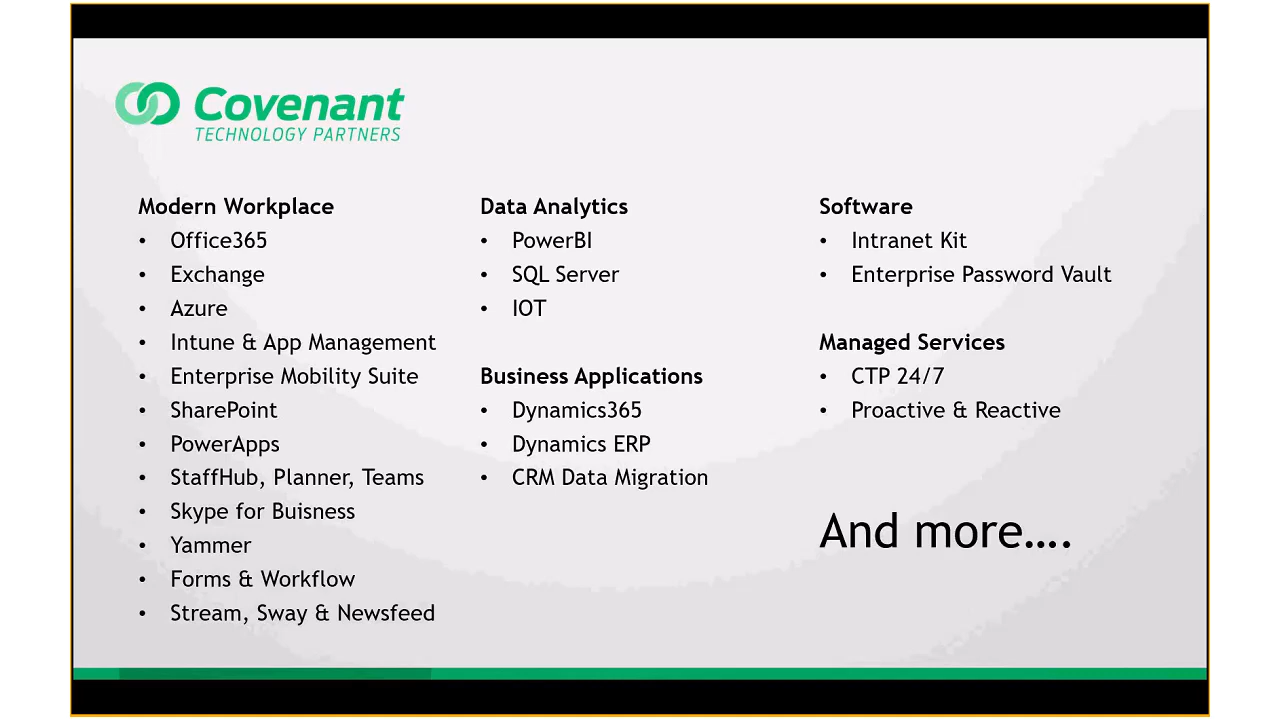 Covenant
TECHNOLOGY PARTNERS
Modern Workplace
• Office365
• Exchange
• Azure
• Intune & App Management
• Enterprise Mobility Suite
• SharePoint
• PowerApps
• StaffHub, Planner, Teams
• Skype for Buisness
• Yammer
• Forms & Workflow
• Stream, Sway & Newsfeed
Data Analytics
• PowerBI
• SQL Server
• IOT
Business Applications
• Dynamics365
• Dynamics ERP
• CRM Data Migration
Software
• Intranet Kit
• Enterprise Password Vault
Managed Services
• CTP 24/7
• Proactive & Reactive
And more....